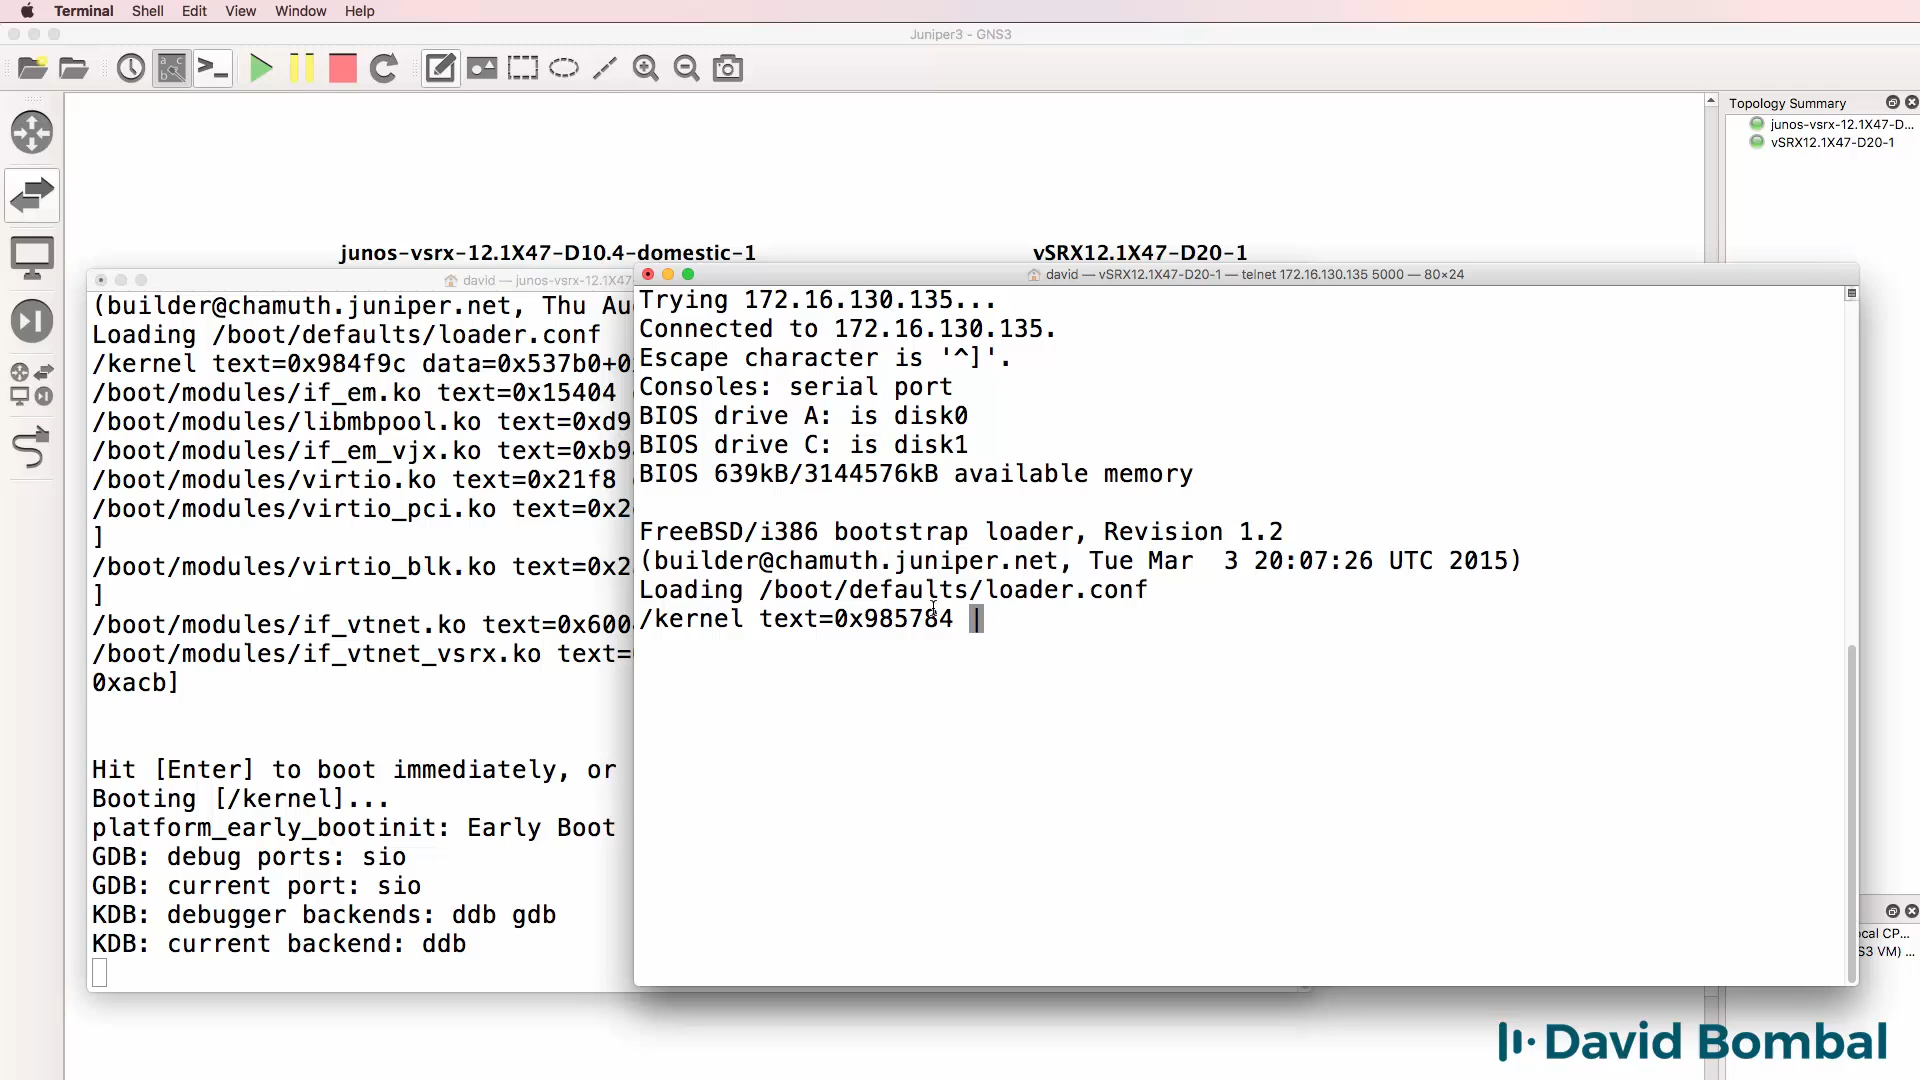 Terminal Shell Edit View Window Help
Juniper3 - GNS3
Topology Summary
junos-vsrx-12.1X47-D...
vSRX12.1X47-D20-1
junos-vsrx-12.1X47-D10.4-domestic-1
vSRX12.1X47-D20-1
david — junos-vsrx-12.1X47-
(builder@chamuth.juniper.net, Thu Au
Loading /boot/defaults/loader.conf
/kernel text=0x984f9c data=0x537b0+0
/boot/modules/if_em.ko text=0x15404
/boot/modules/libmbpool.ko text=0xd9
/boot/modules/if_em_vjx.ko text=0xb9
/boot/modules/virtio.ko text=0x21f8
/boot/modules/virtio_pci.ko text=0x2
]
/boot/modules/virtio_blk.ko text=0x2
]
/boot/modules/if_vtnet.ko text=0x600
/boot/modules/if_vtnet_vsrx.ko text=
0xacb]
Hit [Enter] to boot immediately, or
Booting [/kernel]...
platform_early_bootinit: Early Boot
GDB: debug ports: sio
GDB: current port: sio
KDB: debugger backends: ddb gdb
KDB: current backend: ddb
david — vSRX12.1X47-D20-1 — telnet 172.16.130.135 5000 — 80×24
Trying 172.16.130.135...
Connected to 172.16.130.135.
Escape character is '^]'.
Consoles: serial port
BIOS drive A: is disk0
BIOS drive C: is disk1
BIOS 639kB/3144576kB available memory
FreeBSD/i386 bootstrap loader, Revision 1.2
(builder@chamuth.juniper.net, Tue Mar  3 20:07:26 UTC 2015)
Loading /boot/defaults/loader.conf
/kernel text=0x985784 |
ocal CP...
S3 VM) ...
David Bombal